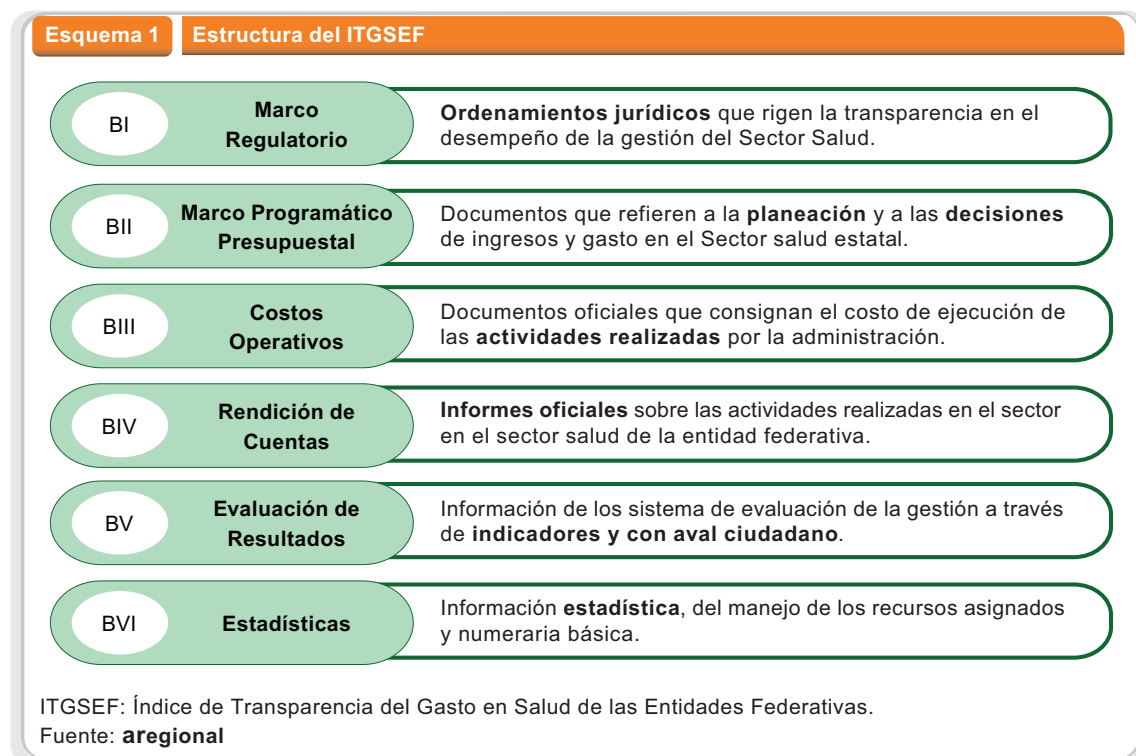 Esquema 1 Estructura del ITGSEF
BI
Marco
Regulatorio
Ordenamientos jurídicos que rigen la transparencia en el
desempeño de la gestión del Sector Salud.
BII
Marco Programático
Presupuestal
Documentos que refieren a la planeación y a las decisiones
de ingresos y gasto en el Sector salud estatal.
BIII
Costos
Operativos
Documentos oficiales que consignan el costo de ejecución de
las actividades realizadas por la administración.
BIV
Rendición de
Cuentas
Informes oficiales sobre las actividades realizadas en el sector
en el sector salud de la entidad federativa.
BV
Evaluación de
Resultados
Información de los sistema de evaluación de la gestión a través
de indicadores y con aval ciudadano.
BVI
Estadísticas
Información estadística, del manejo de los recursos asignados
y numeraria básica.
ITGSEF: Índice de Transparencia del Gasto en Salud de las Entidades Federativas.
Fuente: aregional